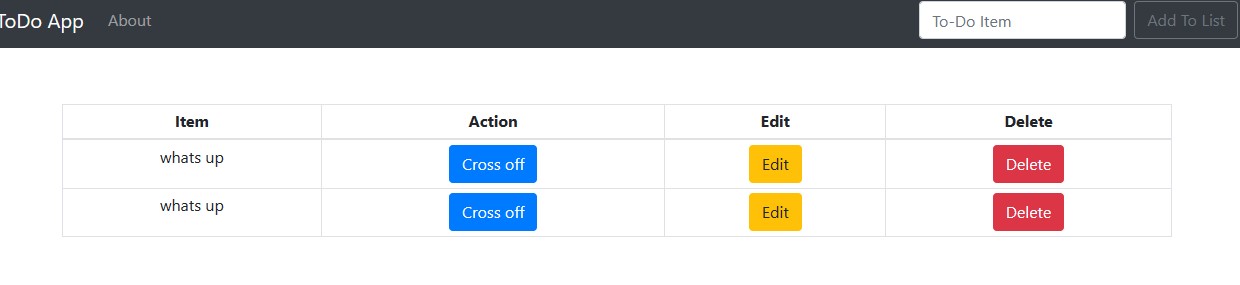 ToDo App About To-Do Item Add To List
Item Action Edit Delete
whats up Cross off Edit Delete
whats up Cross off Edit Delete